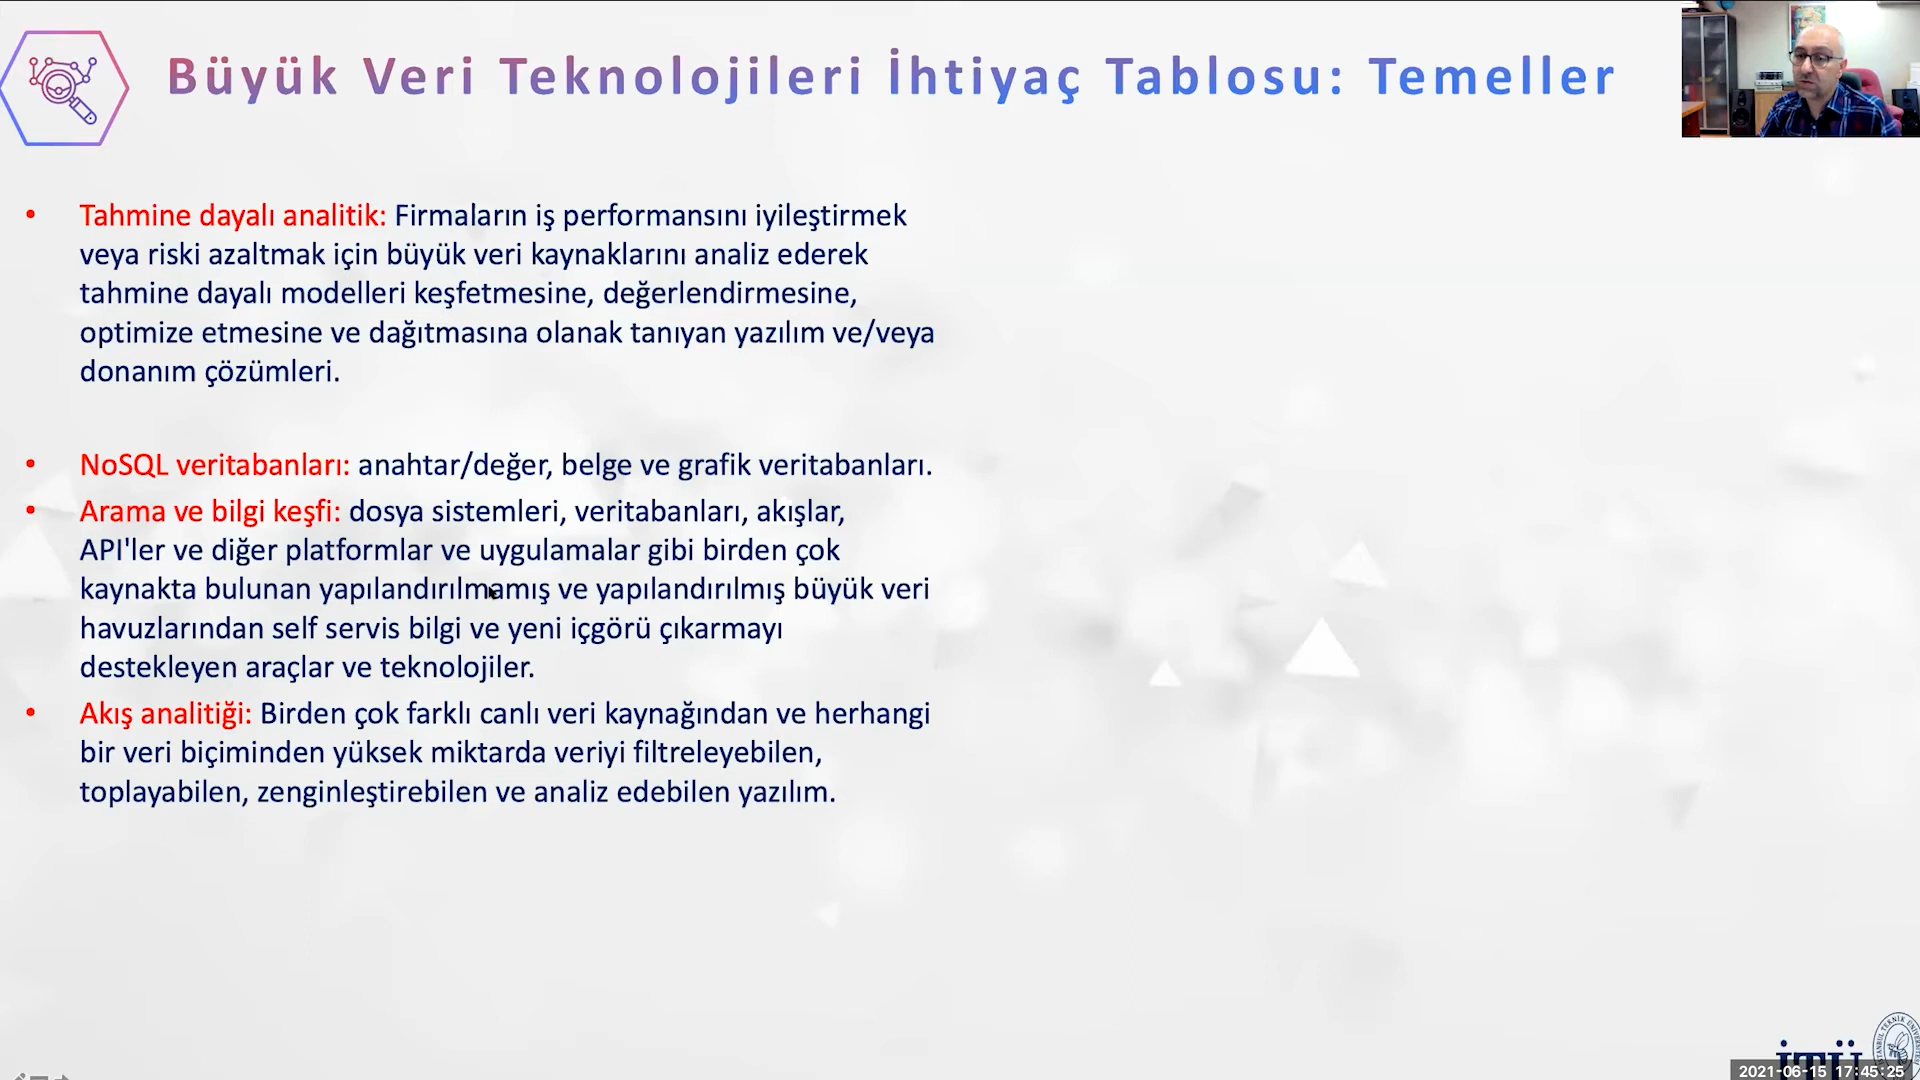 Büyük Veri Teknolojileri İhtiyaç Tablosu: Temeller
• Tahmine dayalı analitik: Firmaların iş performansını iyileştirmek
veya riski azaltmak için büyük veri kaynaklarını analiz ederek
tahmine dayalı modelleri keşfetmesine, değerlendirmesine,
optimize etmesine ve dağıtmasına olanak tanıyan yazılım ve/veya
donanım çözümleri.
• NoSQL veritabanları: anahtar/değer, belge ve grafik veritabanları.
• Arama ve bilgi keşfi: dosya sistemleri, veritabanları, akışlar,
API'ler ve diğer platformlar ve uygulamalar gibi birden çok
kaynakta bulunan yapılandırılmamış ve yapılandırılmış büyük veri
havuzlarından self servis bilgi ve yeni içgörü çıkarmayı
destekleyen araçlar ve teknolojiler.
• Akış analitiği: Birden çok farklı canlı veri kaynağından ve herhangi
bir veri biçiminden yüksek miktarda veriyi filtreleyebilen,
toplayabilen, zenginleştirebilen ve analiz edebilen yazılım.
İTÜ
2021-06-15 17:45:25